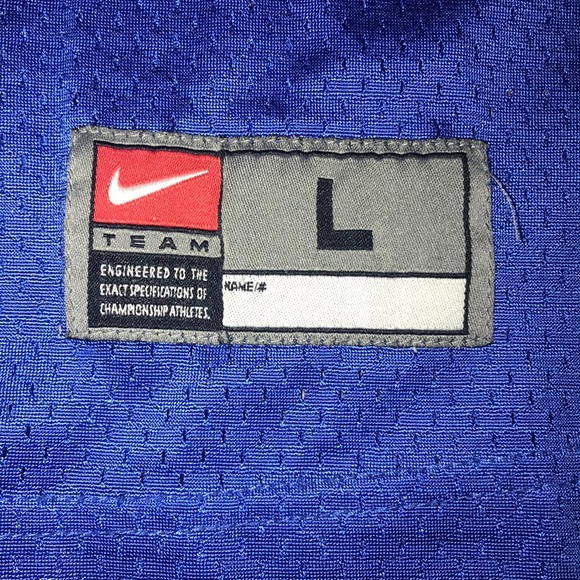 TEAM
ENGINEERED TO THE
EXACT SPECIFICATIONS OF
CHAMPIONSHIP ATHLETES.
L
NAME/#